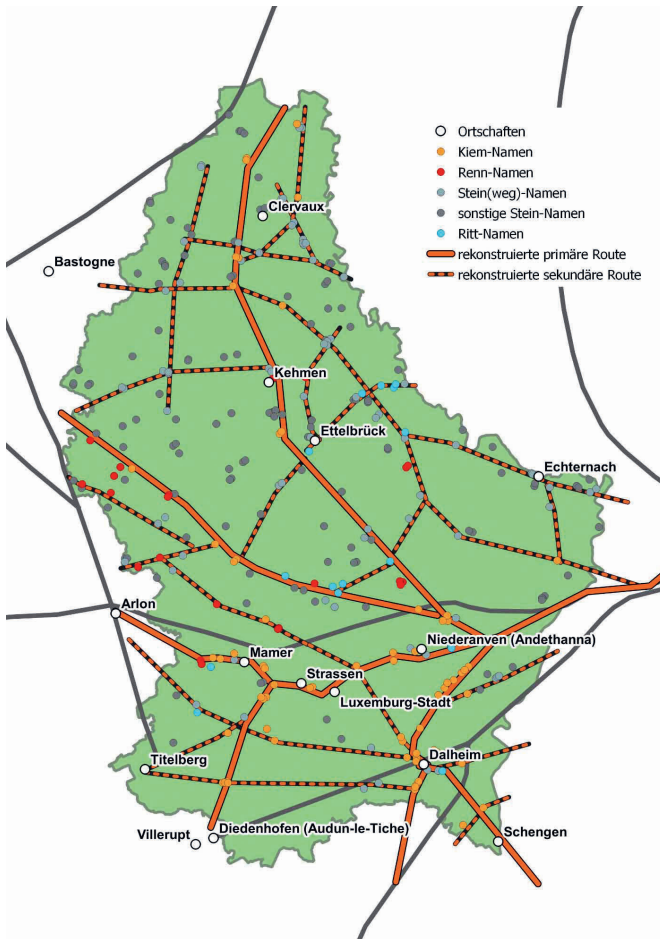 Ortschaften
Kiem-Namen
Renn-Namen
Stein(weg)-Namen
sonstige Stein-Namen
Ritt-Namen
rekonstruierte primäre Route
rekonstruierte sekundäre Route
Clervaux
Bastogne
Kehmen
Ettelbrück
Echternach
Arlon
Niederanven (Andethanna)
Mamer
Strassen
Luxemburg-Stadt
Dalheim
Titelberg
Diedenhofen (Audun-le-Tiche)
Villerupt
Schengen